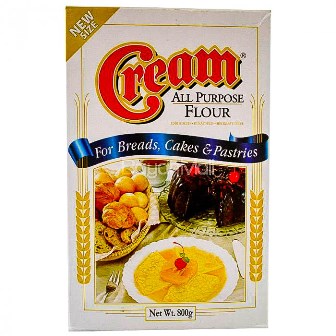 NEW
SIZE
Cream®
ALL PURPOSE
FLOUR
For Breads, Cakes & Pastries
Net Wt. 800g